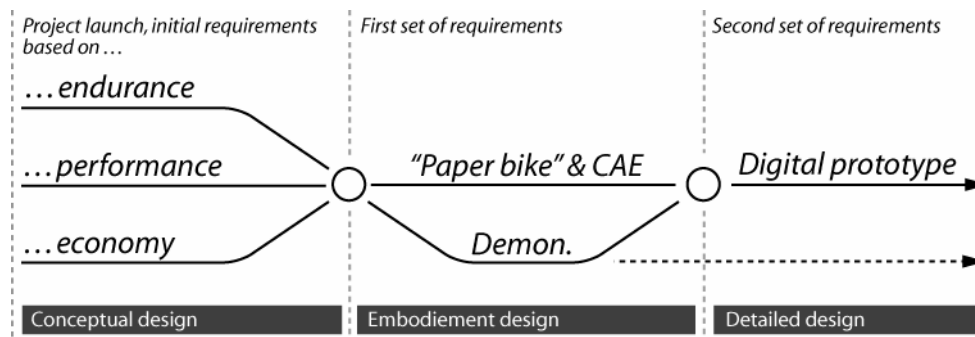 Project launch, initial requirements
based on ...
First set of requirements
Second set of requirements
...endurance
...performance
...economy
“Paper bike” & CAE
Demon.
Digital prototype
Conceptual design
Embodiement design
Detailed design